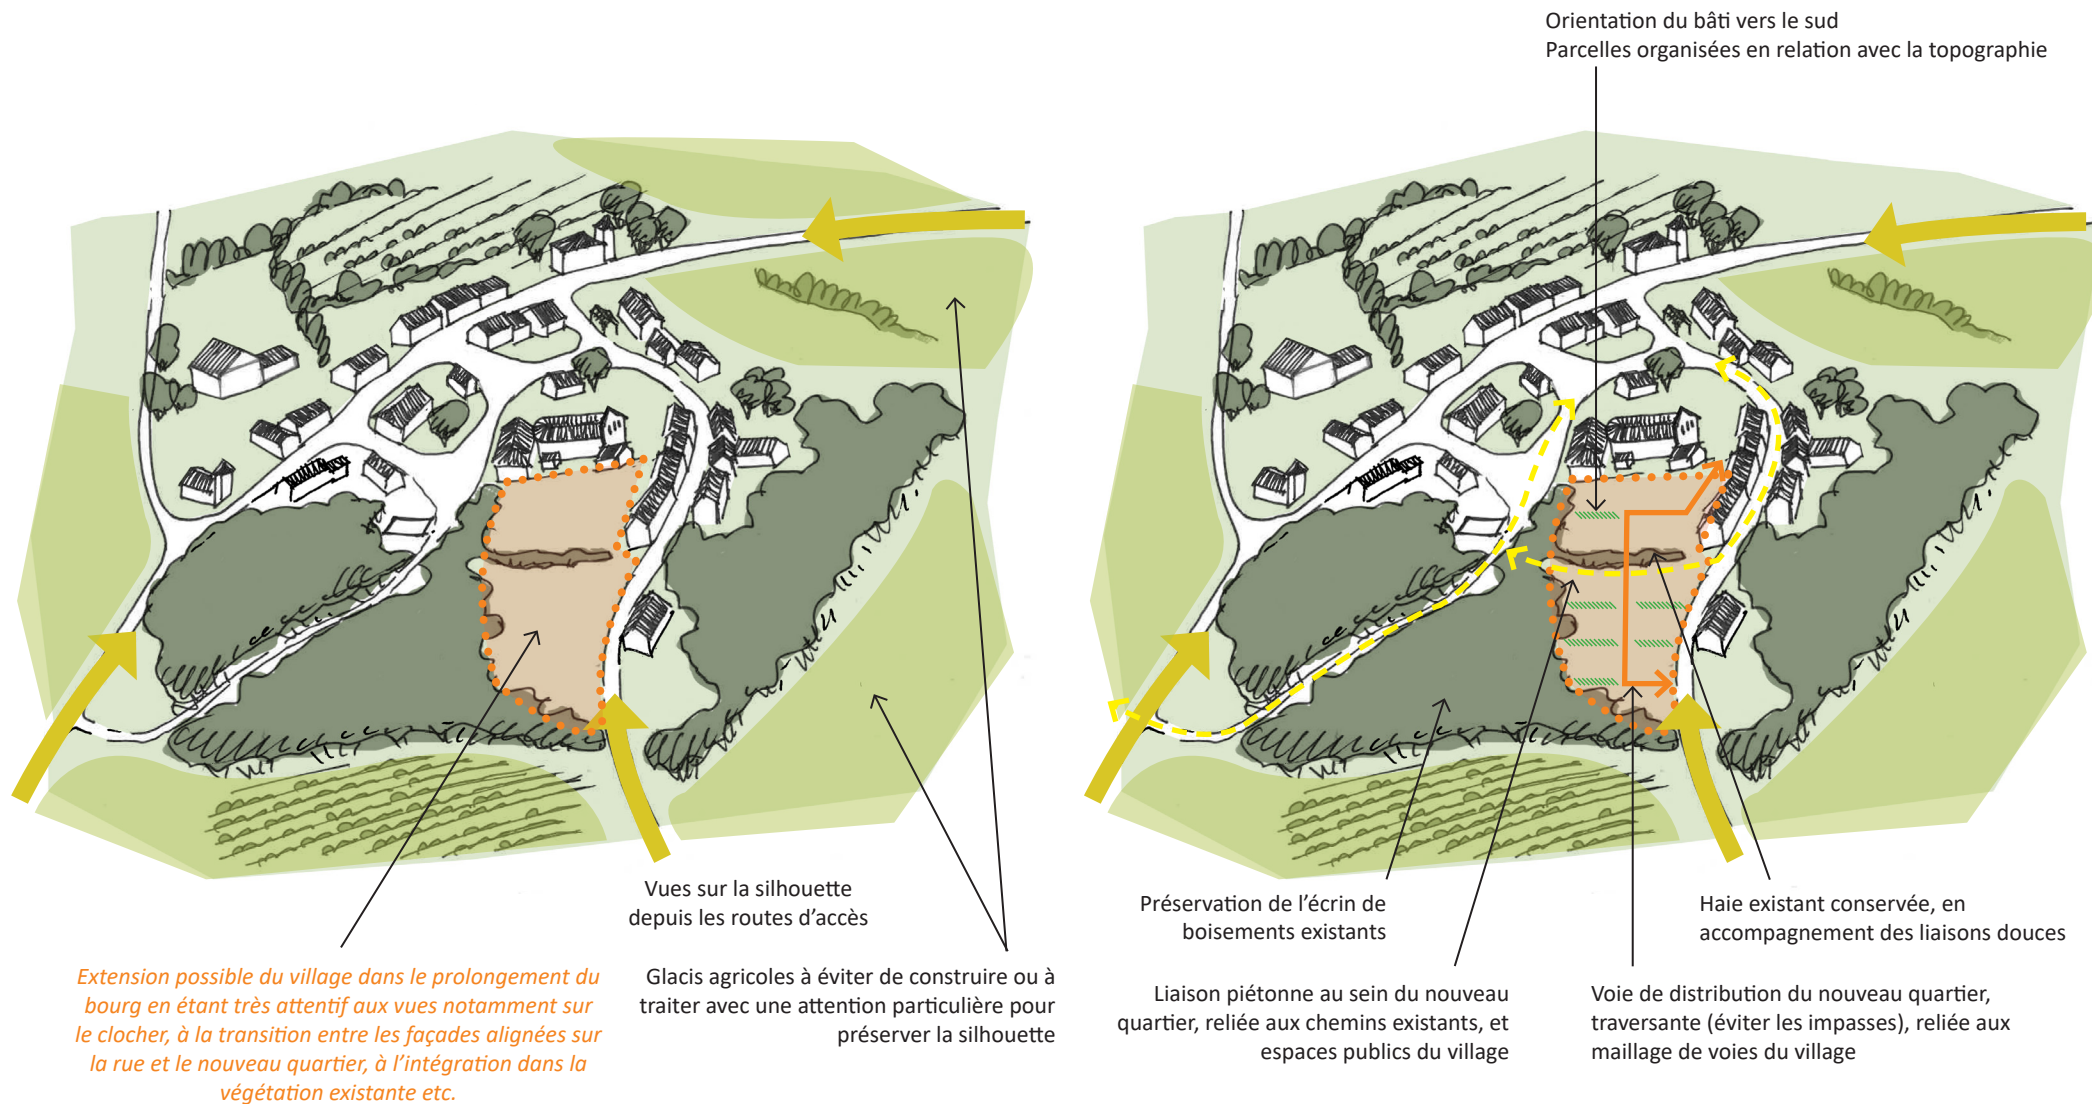 Orientation du bâti vers le sud
Parcelles organisées en relation avec la topographie
Vues sur la silhouette
depuis les routes d’accès
Extension possible du village dans le prolongement du
bourg en étant très attentif aux vues notamment sur
le clocher, à la transition entre les façades alignées sur
la rue et le nouveau quartier, à l’intégration dans la
végétation existante etc.
Glacis agricoles à éviter de construire ou à
traiter avec une attention particulière pour
préserver la silhouette
Préservation de l’écrin de
boisements existants
Haie existant conservée, en
accompagnement des liaisons douces
Liaison piétonne au sein du nouveau
quartier, reliée aux chemins existants, et
espaces publics du village
Voie de distribution du nouveau quartier,
traversante (éviter les impasses), reliée aux
maillage de voies du village